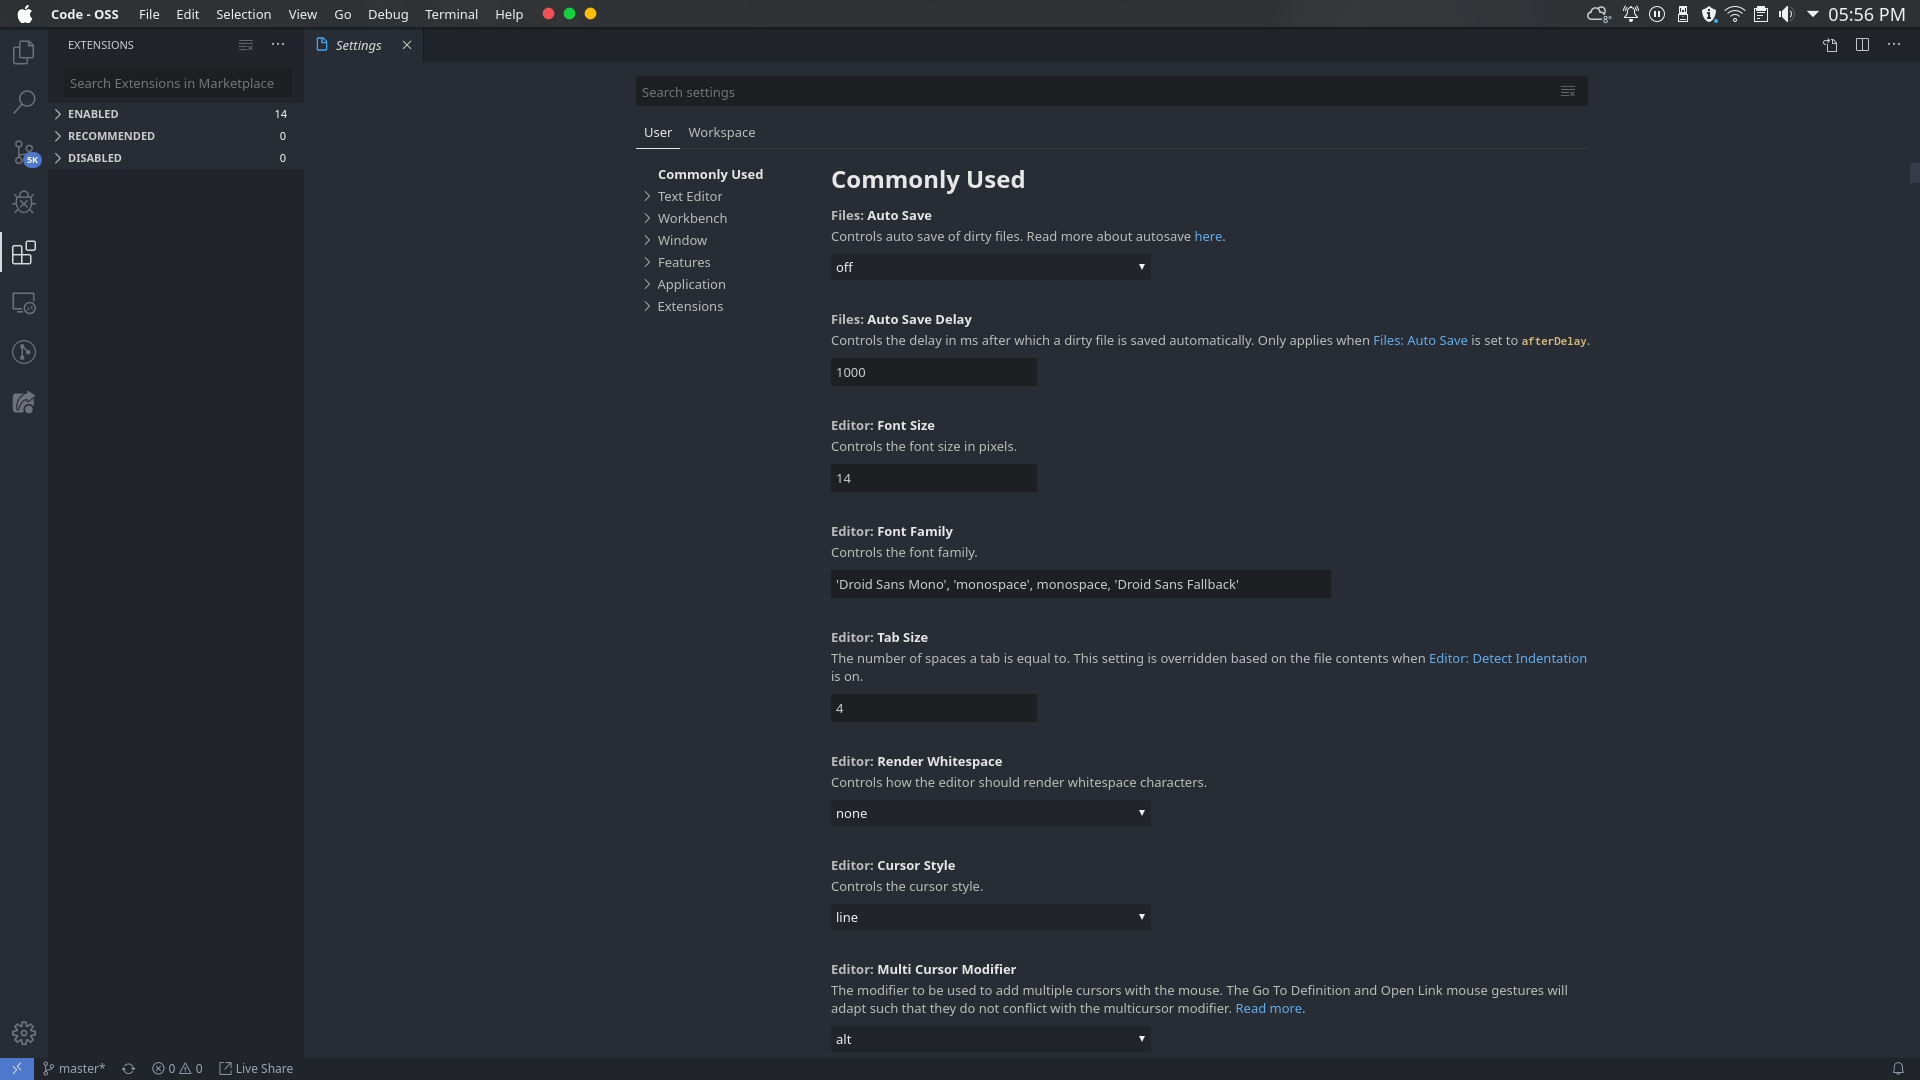 Code - OSS File Edit Selection View Go Debug Terminal Help 8° 05:56 PM
EXTENSIONS
Settings
Search Extensions in Marketplace
ENABLED 14
RECOMMENDED 0
DISABLED 0
5K
Search settings
User Workspace
Commonly Used
Text Editor
Workbench
Window
Features
Application
Extensions
Commonly Used
Files: Auto Save
Controls auto save of dirty files. Read more about autosave here.
off
Files: Auto Save Delay
Controls the delay in ms after which a dirty file is saved automatically. Only applies when Files: Auto Save is set to afterDelay.
1000
Editor: Font Size
Controls the font size in pixels.
14
Editor: Font Family
Controls the font family.
'Droid Sans Mono', 'monospace', monospace, 'Droid Sans Fallback'
Editor: Tab Size
The number of spaces a tab is equal to. This setting is overridden based on the file contents when Editor: Detect Indentation
is on.
4
Editor: Render Whitespace
Controls how the editor should render whitespace characters.
none
Editor: Cursor Style
Controls the cursor style.
line
Editor: Multi Cursor Modifier
The modifier to be used to add multiple cursors with the mouse. The Go To Definition and Open Link mouse gestures will
adapt such that they do not conflict with the multicursor modifier. Read more.
alt
master* 0 0 Live Share